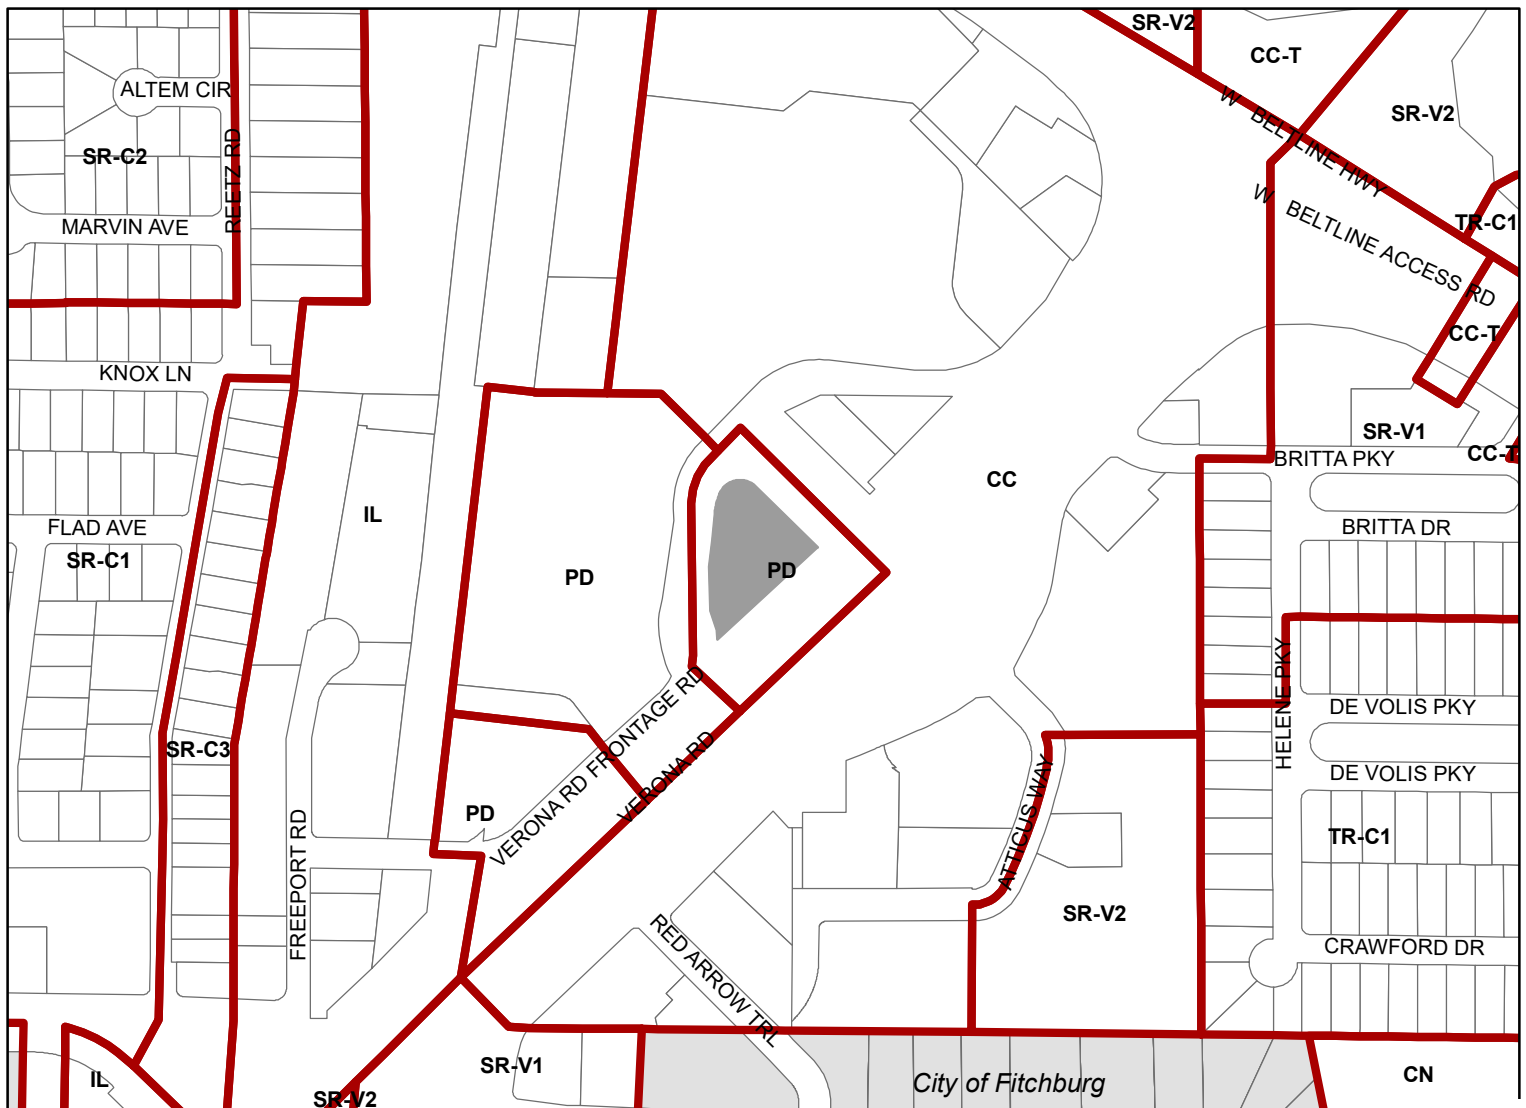 SR-V2
CC-T
ALTEM CIR
W BELTLINE HWY
SR-V2
SR-C2
REETZ RD
W BELTLINE ACCESS RD
MARVIN AVE
TR-C1
CC-T
KNOX LN
SR-V1
CC-T
BRITTA PKY
CC
IL
FLAD AVE
BRITTA DR
SR-C1
PD
PD
HELENE PKY
VERONA RD FRONTAGE RD
DE VOLIS PKY
SR-C3
VERONA RD
DE VOLIS PKY
PD
ATTICUS WAY
FREEPORT RD
TR-C1
SR-V2
RED ARROW TRL
CRAWFORD DR
SR-V1
IL
CN
City of Fitchburg
SR-V2